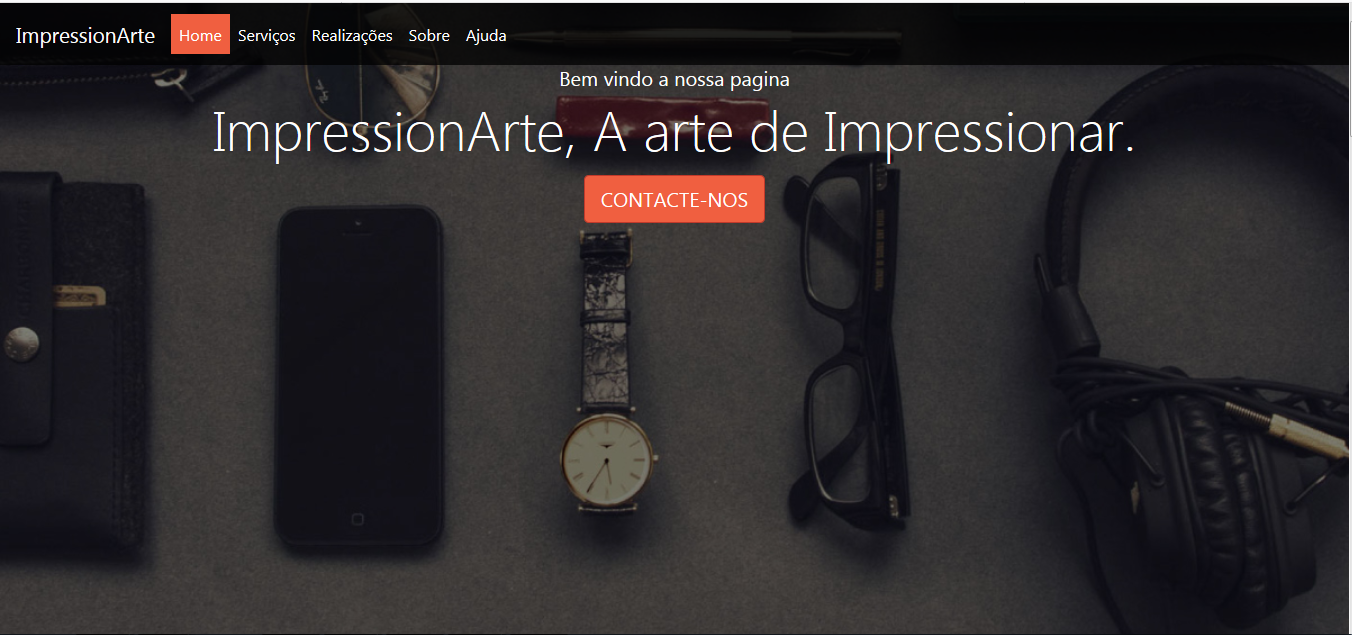 ImpressionArte Home Serviços Realizações Sobre Ajuda
Bem vindo a nossa pagina
ImpressionArte, A arte de Impressionar.
CONTACTE-NOS